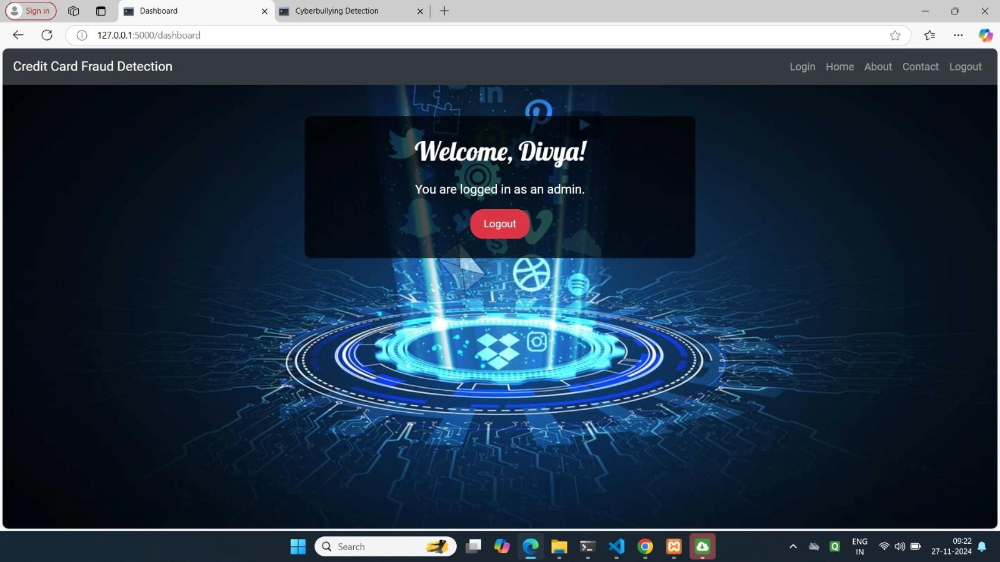 Sign in
Dashboard
Cyberbullying Detection
127.0.0.1:5000/dashboard
Credit Card Fraud Detection
Login Home About Contact Logout
in
Welcome, Divya!
You are logged in as an admin.
Logout
Search
ENG
IN
09:22
27-11-2024